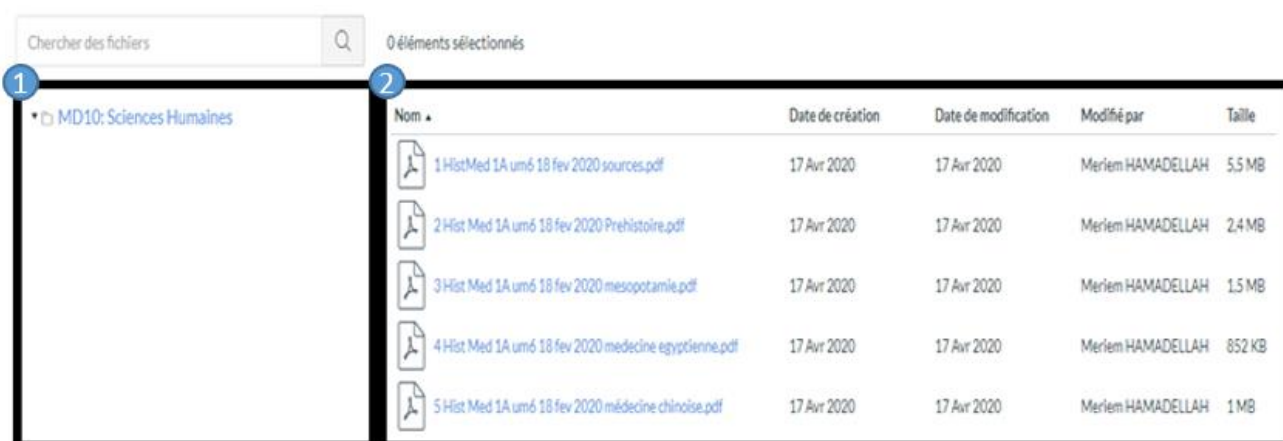 Chercher des fichiers
0 éléments sélectionnés
1
2
MD10: Sciences Humaines
Nom Date de création Date de modification Modifié par Taille
1 HistMed 1A um6 18 fev 2020 sources.pdf 17 Avr 2020 17 Avr 2020 Meriem HAMADELLAH 5,5 MB
2 Hist Med 1A um6 18 fev 2020 Prehistoire.pdf 17 Avr 2020 17 Avr 2020 Meriem HAMADELLAH 2,4 MB
3 Hist Med 1A um6 18 fev 2020 mesopotamie.pdf 17 Avr 2020 17 Avr 2020 Meriem HAMADELLAH 1,5 MB
4 Hist Med 1A um6 18 fev 2020 medecine egyptienne.pdf 17 Avr 2020 17 Avr 2020 Meriem HAMADELLAH 852 KB
5 Hist Med 1A um6 18 fev 2020 médecine chinoise.pdf 17 Avr 2020 17 Avr 2020 Meriem HAMADELLAH 1 MB